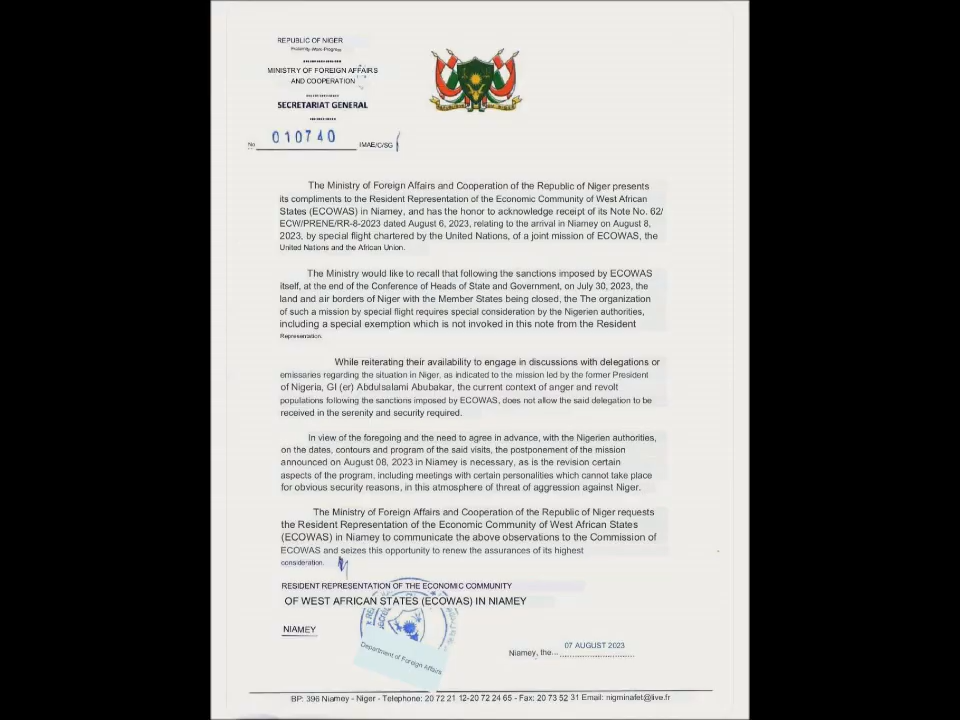 REPUBLIC OF NIGER
Fraternity-Work-Progress
MINISTRY OF FOREIGN AFFAIRS
AND COOPERATION
SECRETARIAT GENERAL
No 010740 IMAE/C/SG
The Ministry of Foreign Affairs and Cooperation of the Republic of Niger presents
its compliments to the Resident Representation of the Economic Community of West African
States (ECOWAS) in Niamey, and has the honor to acknowledge receipt of its Note No. 62/
ECW/PRENE/RR-8-2023 dated August 6, 2023, relating to the arrival in Niamey on August 8,
2023, by special flight chartered by the United Nations, of a joint mission of ECOWAS, the
United Nations and the African Union.
The Ministry would like to recall that following the sanctions imposed by ECOWAS
itself, at the end of the Conference of Heads of State and Government, on July 30, 2023, the
land and air borders of Niger with the Member States being closed, the The organization
of such a mission by special flight requires special consideration by the Nigerien authorities,
including a special exemption which is not invoked in this note from the Resident
Representation.
While reiterating their availability to engage in discussions with delegations or
emissaries regarding the situation in Niger, as indicated to the mission led by the former President
of Nigeria, Gl (er) Abdulsalami Abubakar, the current context of anger and revolt
populations following the sanctions imposed by ECOWAS, does not allow the said delegation to be
received in the serenity and security required.
In view of the foregoing and the need to agree in advance, with the Nigerien authorities,
on the dates, contours and program of the said visits, the postponement of the mission
announced on August 08, 2023 in Niamey is necessary, as is the revision certain
aspects of the program, including meetings with certain personalities which cannot take place
for obvious security reasons, in this atmosphere of threat of aggression against Niger.
The Ministry of Foreign Affairs and Cooperation of the Republic of Niger requests
the Resident Representation of the Economic Community of West African States
(ECOWAS) in Niamey to communicate the above observations to the Commission of
ECOWAS and seizes this opportunity to renew the assurances of its highest
consideration.
RESIDENT REPRESENTATION OF THE ECONOMIC COMMUNITY
OF WEST AFRICAN STATES (ECOWAS) IN NIAMEY
NIAMEY
Department of Foreign Affairs
Niamey, the... 07 AUGUST 2023
BP: 396 Niamey - Niger - Telephone: 20 72 21 12-20 72 24 65 - Fax: 20 73 52 31 Email: nigminafet@live.fr